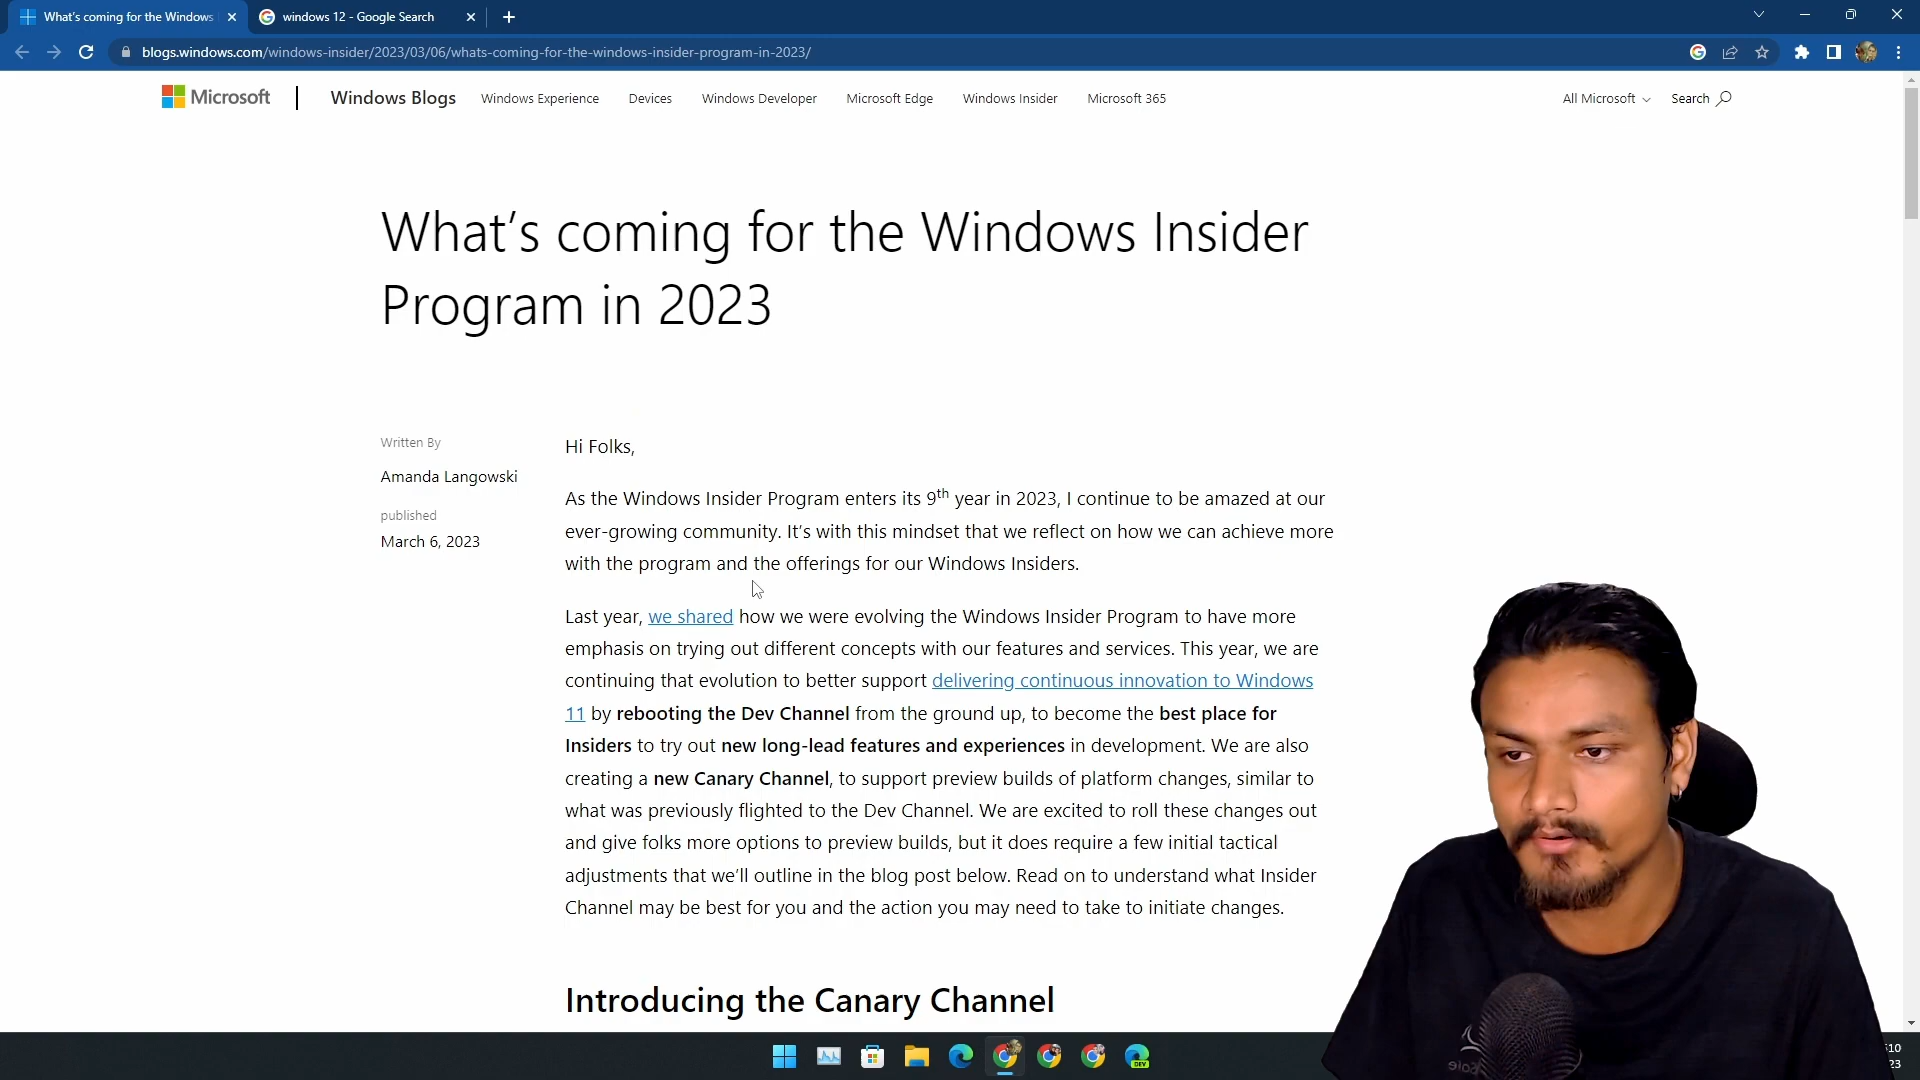 What's coming for the Windows
windows 12 - Google Search
blogs.windows.com/windows-insider/2023/03/06/whats-coming-for-the-windows-insider-program-in-2023/
Microsoft
Windows Blogs
Windows Experience
Devices
Windows Developer
Microsoft Edge
Windows Insider
Microsoft 365
All Microsoft
Search
What's coming for the Windows Insider
Program in 2023
Written By
Amanda Langowski
published
March 6, 2023
Hi Folks,
As the Windows Insider Program enters its 9th year in 2023, I continue to be amazed at our
ever-growing community. It's with this mindset that we reflect on how we can achieve more
with the program and the offerings for our Windows Insiders.
Last year, we shared how we were evolving the Windows Insider Program to have more
emphasis on trying out different concepts with our features and services. This year, we are
continuing that evolution to better support delivering continuous innovation to Windows
11 by rebooting the Dev Channel from the ground up, to become the best place for
Insiders to try out new long-lead features and experiences in development. We are also
creating a new Canary Channel, to support preview builds of platform changes, similar to
what was previously flighted to the Dev Channel. We are excited to roll these changes out
and give folks more options to preview builds, but it does require a few initial tactical
adjustments that we'll outline in the blog post below. Read on to understand what Insider
Channel may be best for you and the action you may need to take to initiate changes.
Introducing the Canary Channel
DEV
10
23